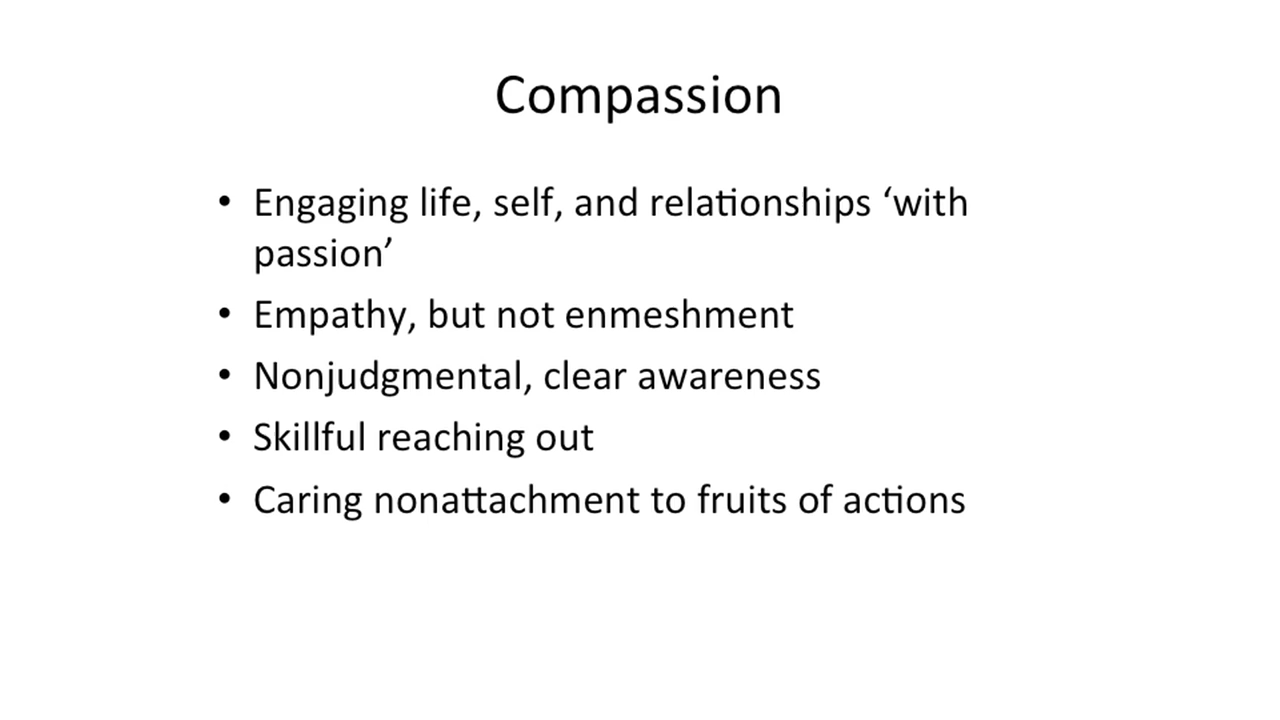 Compassion
• Engaging life, self, and relationships ‘with
passion’
• Empathy, but not enmeshment
• Nonjudgmental, clear awareness
• Skillful reaching out
• Caring nonattachment to fruits of actions